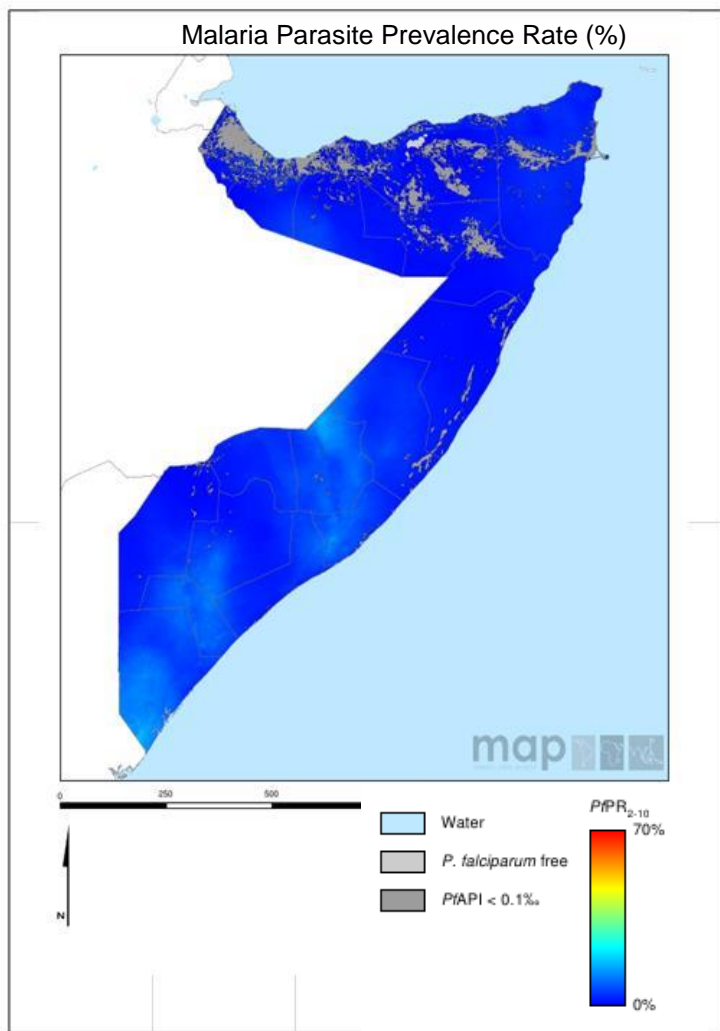 Malaria Parasite Prevalence Rate (%)
map
0 250 500
Water
P. falciparum free
PfAPI < 0.1‰
N
PfPR2-10
70%
0%